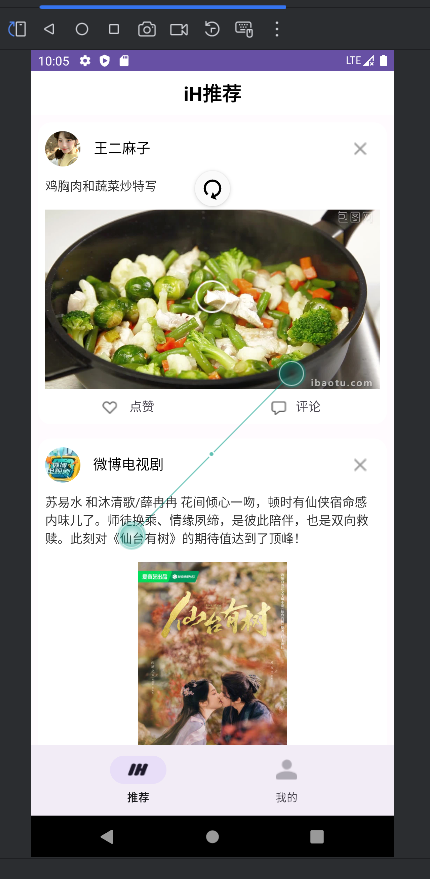 10:05
LTE
iH推荐
王二麻子
鸡胸肉和蔬菜炒特写
ibaotu.com
点赞
评论
微博电视剧
苏易水 和沐清歌/薛冉冉 花间倾心一吻，顿时有仙侠宿命感
内味儿了。师徒换乘、情缘夙缔，是彼此陪伴，也是双向救
赎。此刻对《仙台有树》的期待值达到了顶峰！
仙台有树
IH
推荐
我的